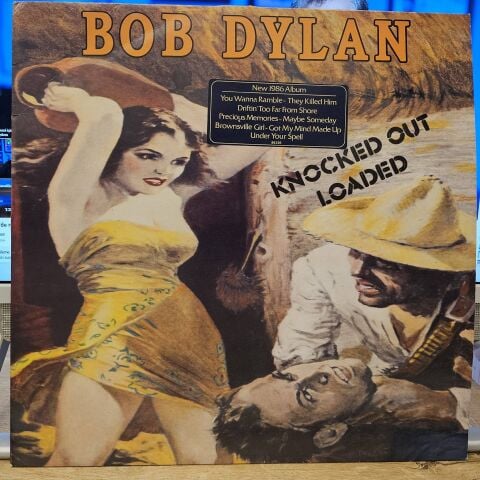 BOB DYLAN
New 1986 Album
You Wanna Ramble - They Killed Him
Driftin' Too Far From Shore
Precious Memories - Maybe Someday
Brownsville Girl - Got My Mind Made Up
Under Your Spell
KNOCKED OUT
LOADED